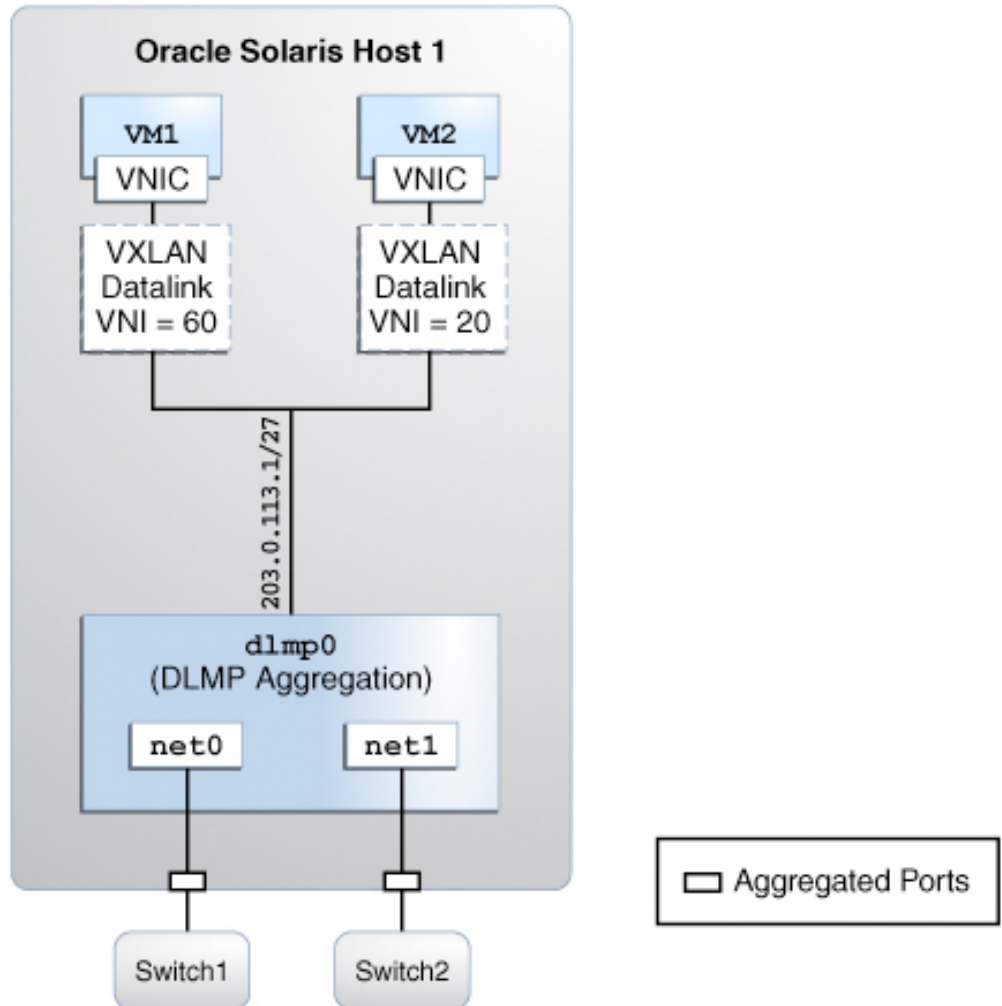 Oracle Solaris Host 1
VM1
VNIC
VXLAN
Datalink
VNI = 60
VM2
VNIC
VXLAN
Datalink
VNI = 20
203.0.113.1/27
dlmp0
(DLMP Aggregation)
net0
net1
Aggregated Ports
Switch1
Switch2